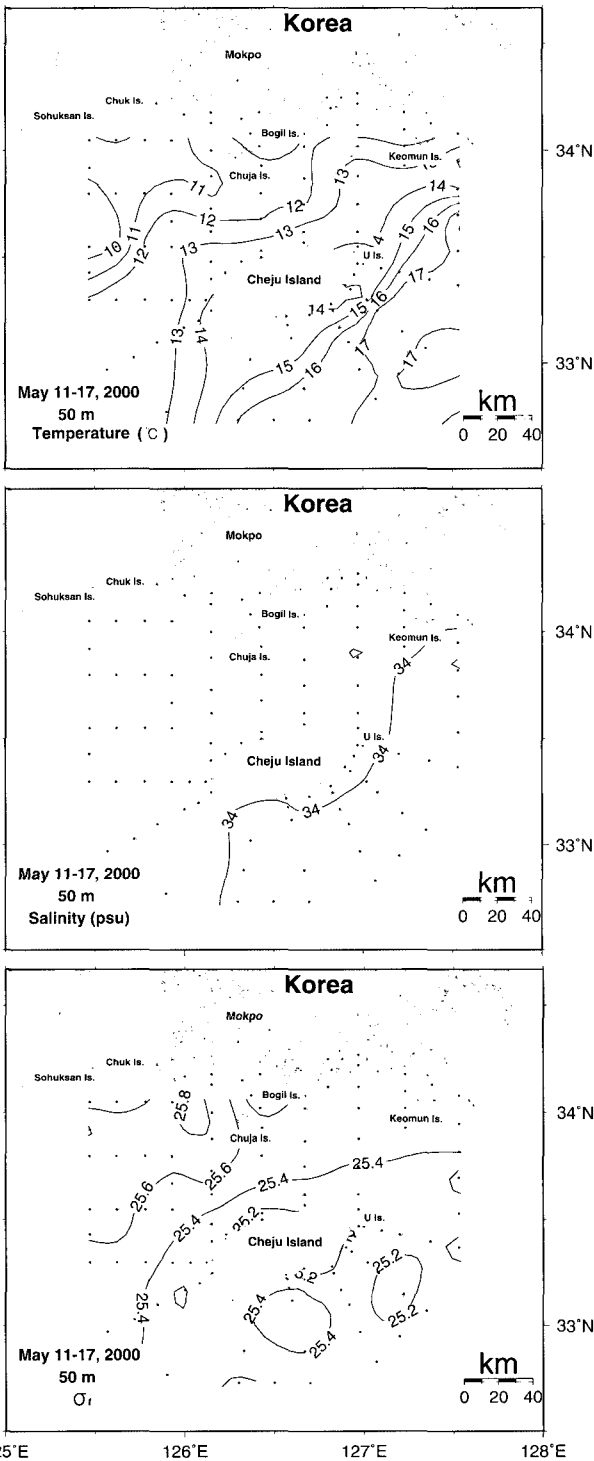 Korea
Mokpo
Chuk Is.
Sohuksan Is.
Bogil Is.
34°N
Keomun Is.
Chuja Is.
11
13
14
12
12
11
10
12
13
13
4
15
16
U Is.
17
Cheju Island
14
15
16
13
14
17
17
15
16
33°N
May 11-17, 2000
50 m
Temperature (℃)
km
0 20 40
Korea
Mokpo
Chuk Is.
Sohuksan Is.
Bogil Is.
34°N
Keomun Is.
Chuja Is.
34
U Is.
34
Cheju Island
34
34
33°N
May 11-17, 2000
50 m
Salinity (psu)
km
0 20 40
Korea
Mokpo
Chuk Is.
Sohuksan Is.
25.8
Bogil Is.
34°N
Keomun Is.
Chuja Is.
25.4
25.6
25.6
25.4
25.4
25.2
U Is.
Cheju Island
25.2
5.2
25.4
25.4
25.2
25.4
33°N
May 11-17, 2000
50 m
σt
km
0 20 40
25°E 126°E 127°E 128°E